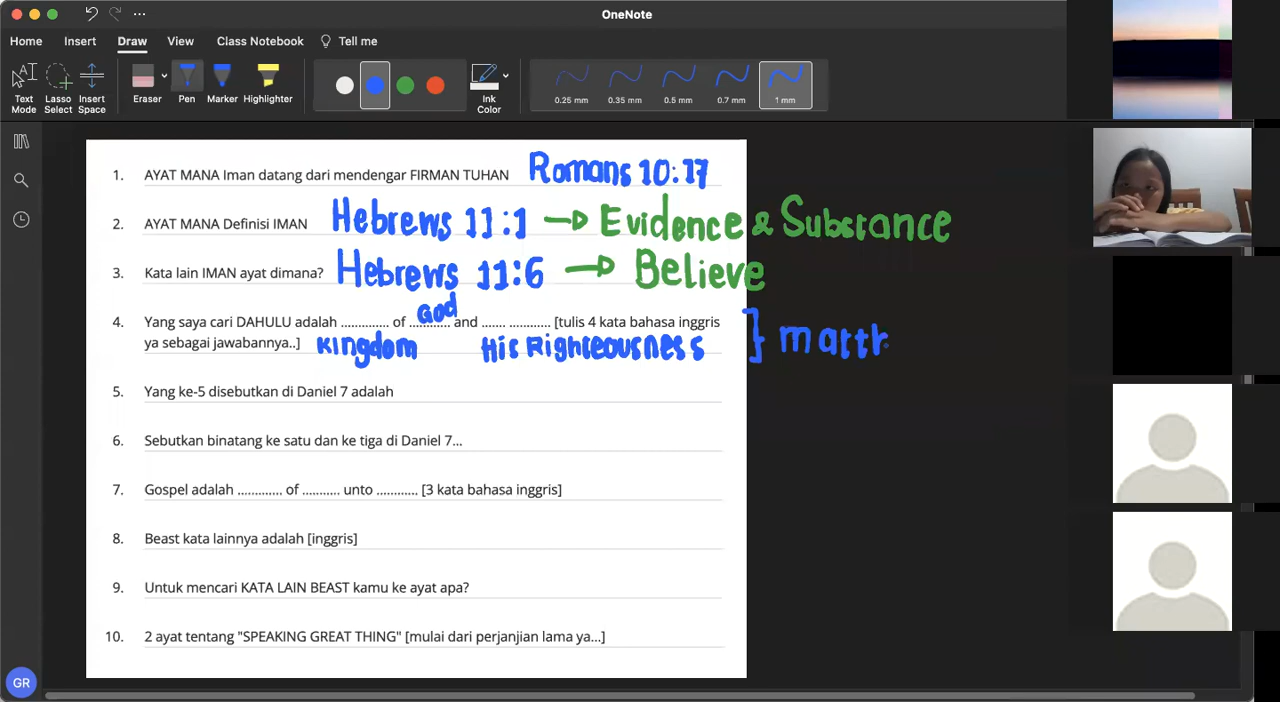 OneNote
Home Insert Draw View Class Notebook Tell me
Text Mode Lasso Select Insert Space Eraser Pen Marker Highlighter Ink Color 0.25 mm 0.35 mm 0.5 mm 0.7 mm 1 mm
1. AYAT MANA Iman datang dari mendengar FIRMAN TUHAN Romans 10:17
2. AYAT MANA Definisi IMAN Hebrews 11:1 → Evidence & Substance
3. Kata lain IMAN ayat dimana? Hebrews 11:6 → Believe
God
4. Yang saya cari DAHULU adalah ............. of ........... and ...... ........... [tulis 4 kata bahasa inggris
ya sebagai jawabannya..] Kingdom His Righteousness } matth
5. Yang ke-5 disebutkan di Daniel 7 adalah
6. Sebutkan binatang ke satu dan ke tiga di Daniel 7...
7. Gospel adalah ............ of .......... unto ............ [3 kata bahasa inggris]
8. Beast kata lainnya adalah [inggris]
9. Untuk mencari KATA LAIN BEAST kamu ke ayat apa?
10. 2 ayat tentang "SPEAKING GREAT THING" [mulai dari perjanjian lama ya...]
GR